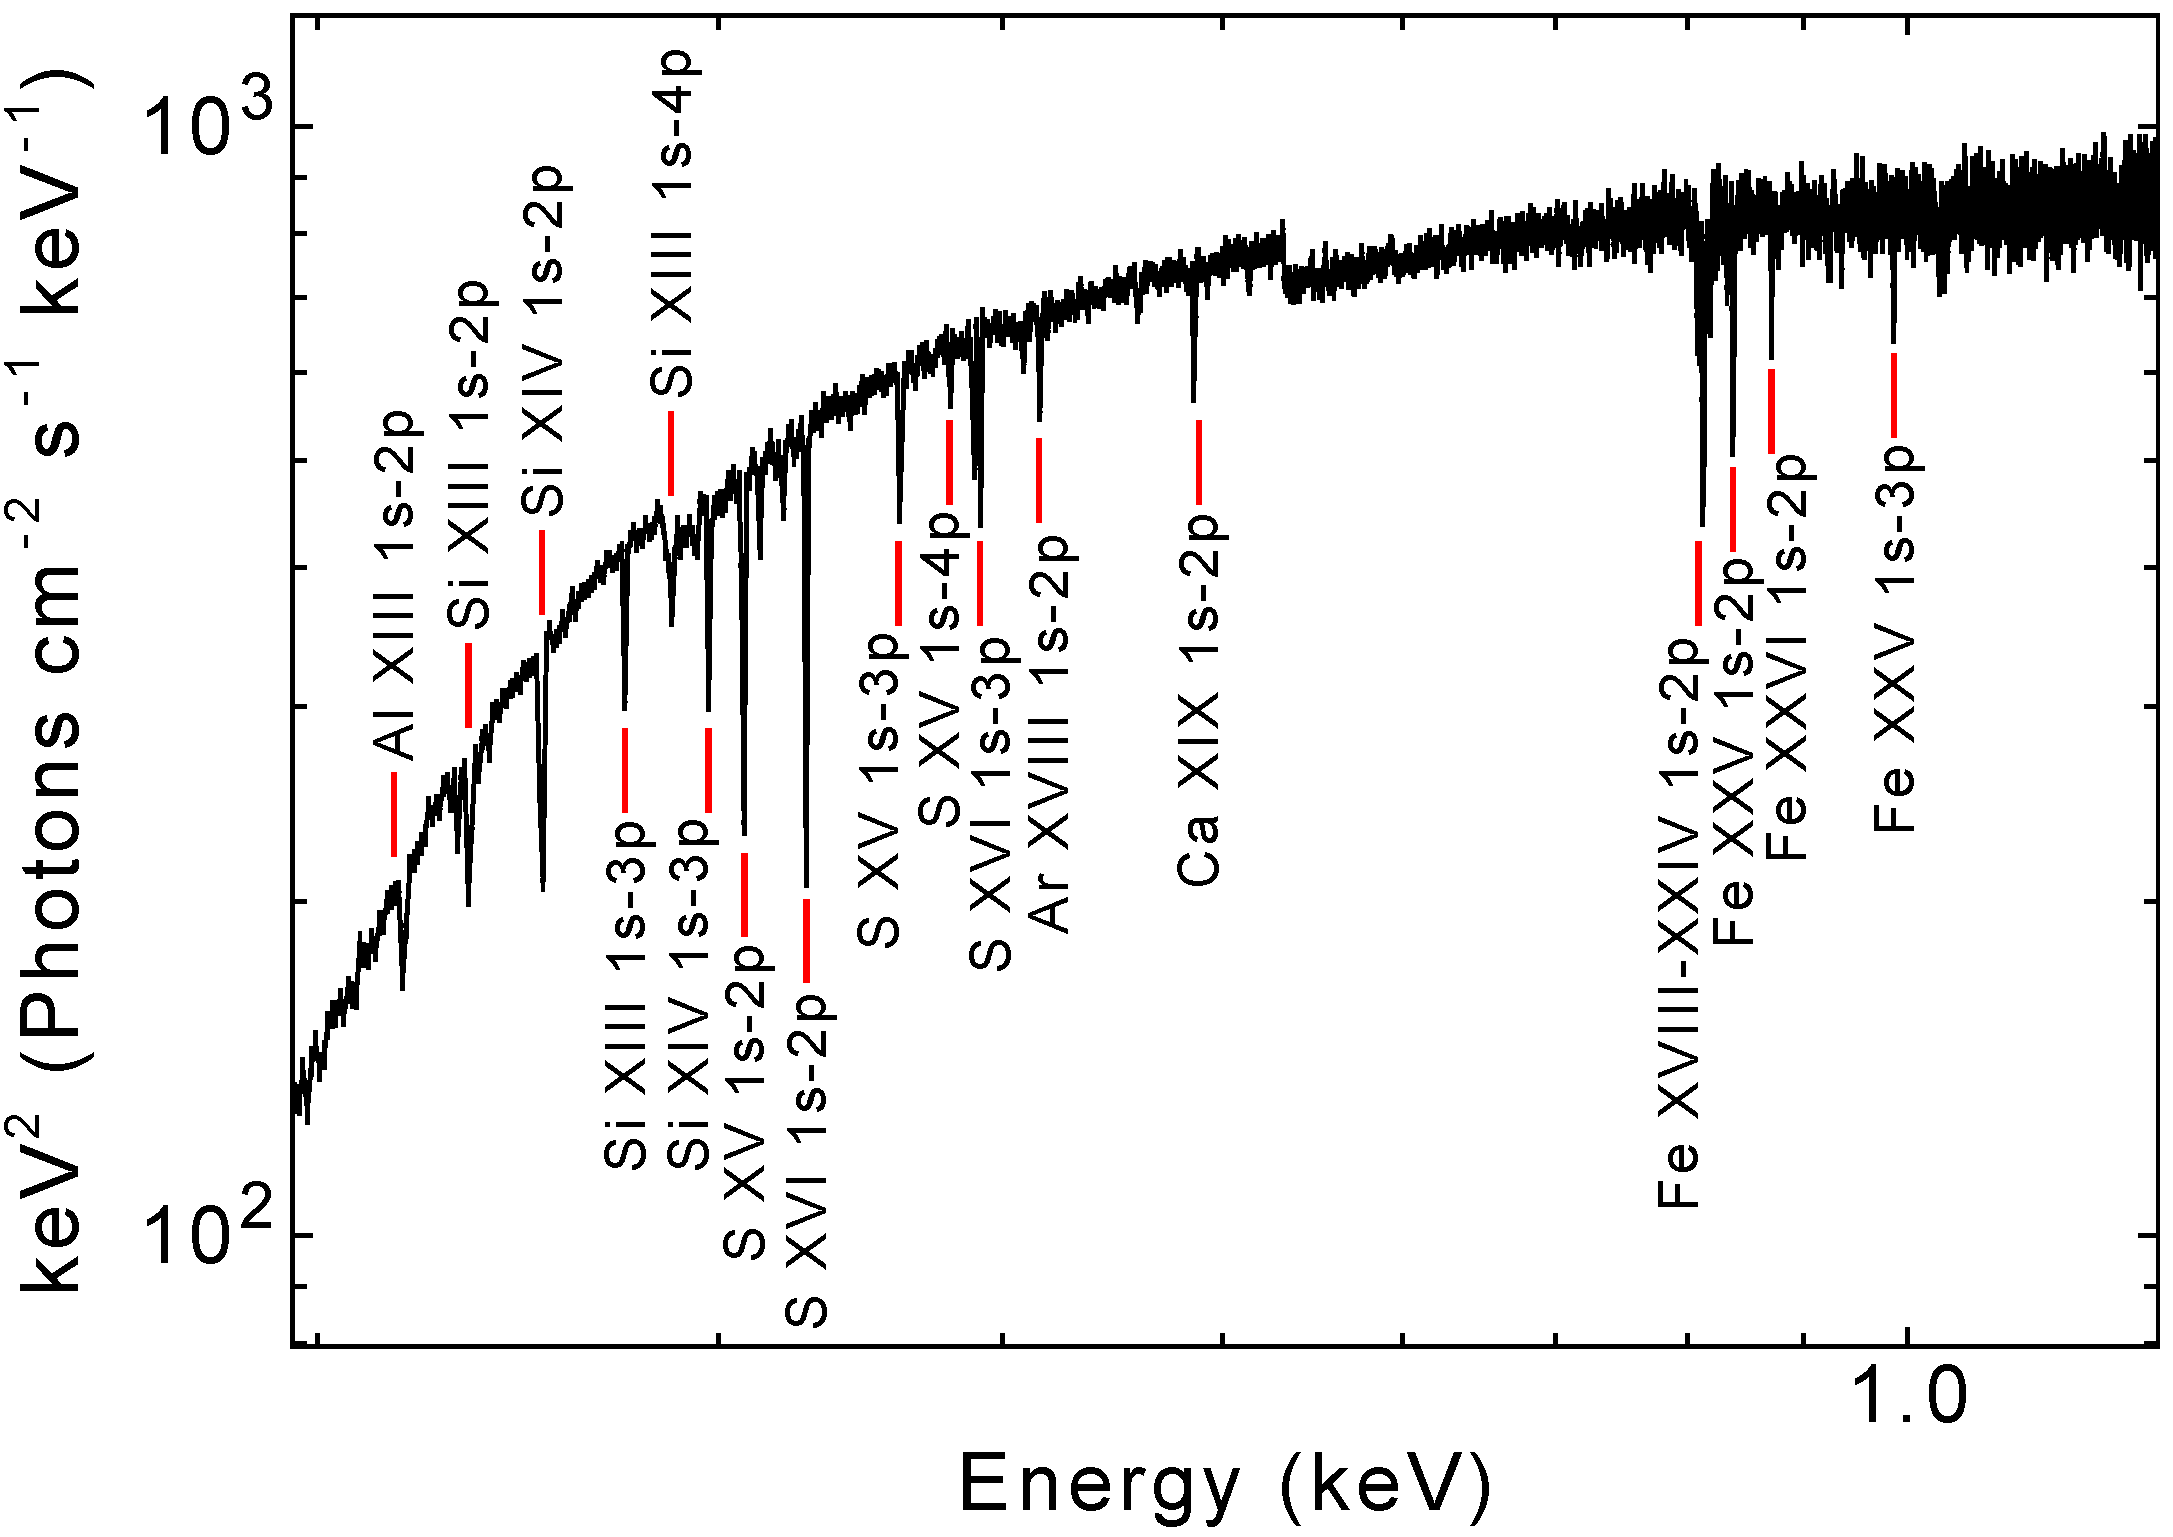 keV² (Photons cm⁻² s⁻¹ keV⁻¹)
10³
10²
Al XIII 1s-2p
Si XIII 1s-2p
Si XIV 1s-2p
Si XIII 1s-4p
Si XIII 1s-3p
Si XIV 1s-3p
S XV 1s-2p
S XVI 1s-2p
S XV 1s-3p
S XV 1s-4p
S XVI 1s-3p
Ar XVIII 1s-2p
Ca XIX 1s-2p
Fe XVIII-XXIV 1s-2p
Fe XXV 1s-2p
Fe XXVI 1s-2p
Fe XXV 1s-3p
1.0
Energy (keV)